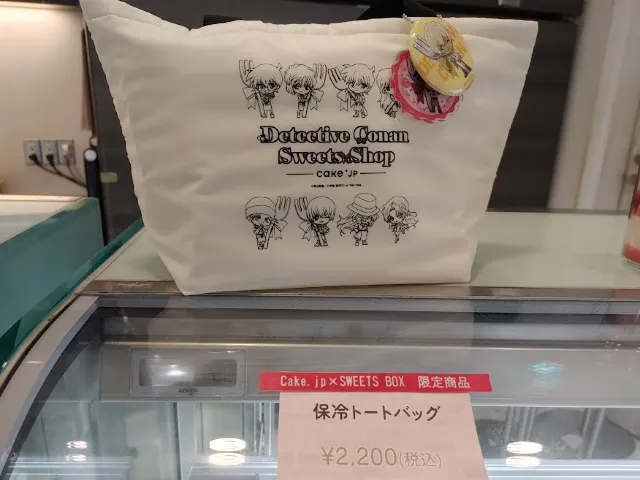 Detective Conan
Sweets Shop
cake.JP
Cake.jp×SWEETS BOX 限定商品
保冷トートバッグ
¥2,200(税込)